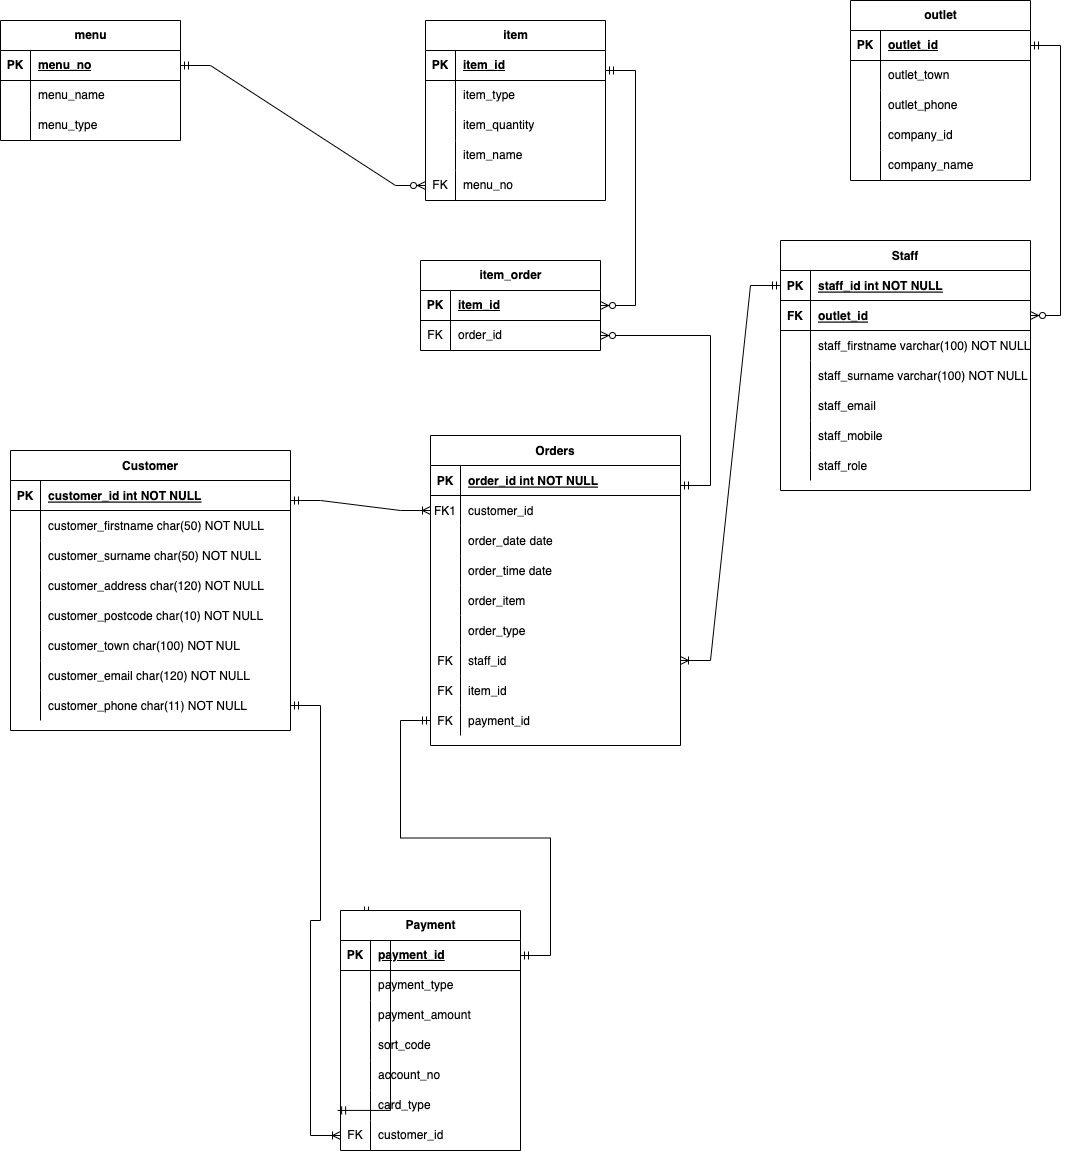 menu
PK menu_no
menu_name
menu_type
item
PK item_id
item_type
item_quantity
item_name
FK menu_no
outlet
PK outlet_id
outlet_town
outlet_phone
company_id
company_name
item_order
PK item_id
FK order_id
Staff
PK staff_id int NOT NULL
FK outlet_id
staff_firstname varchar(100) NOT NULL
staff_surname varchar(100) NOT NULL
staff_email
staff_mobile
staff_role
Customer
PK customer_id int NOT NULL
customer_firstname char(50) NOT NULL
customer_surname char(50) NOT NULL
customer_address char(120) NOT NULL
customer_postcode char(10) NOT NULL
customer_town char(100) NOT NUL
customer_email char(120) NOT NULL
customer_phone char(11) NOT NULL
Orders
PK order_id int NOT NULL
FK1 customer_id
order_date date
order_time date
order_item
order_type
FK staff_id
FK item_id
FK payment_id
Payment
PK payment_id
payment_type
payment_amount
sort_code
account_no
card_type
FK customer_id